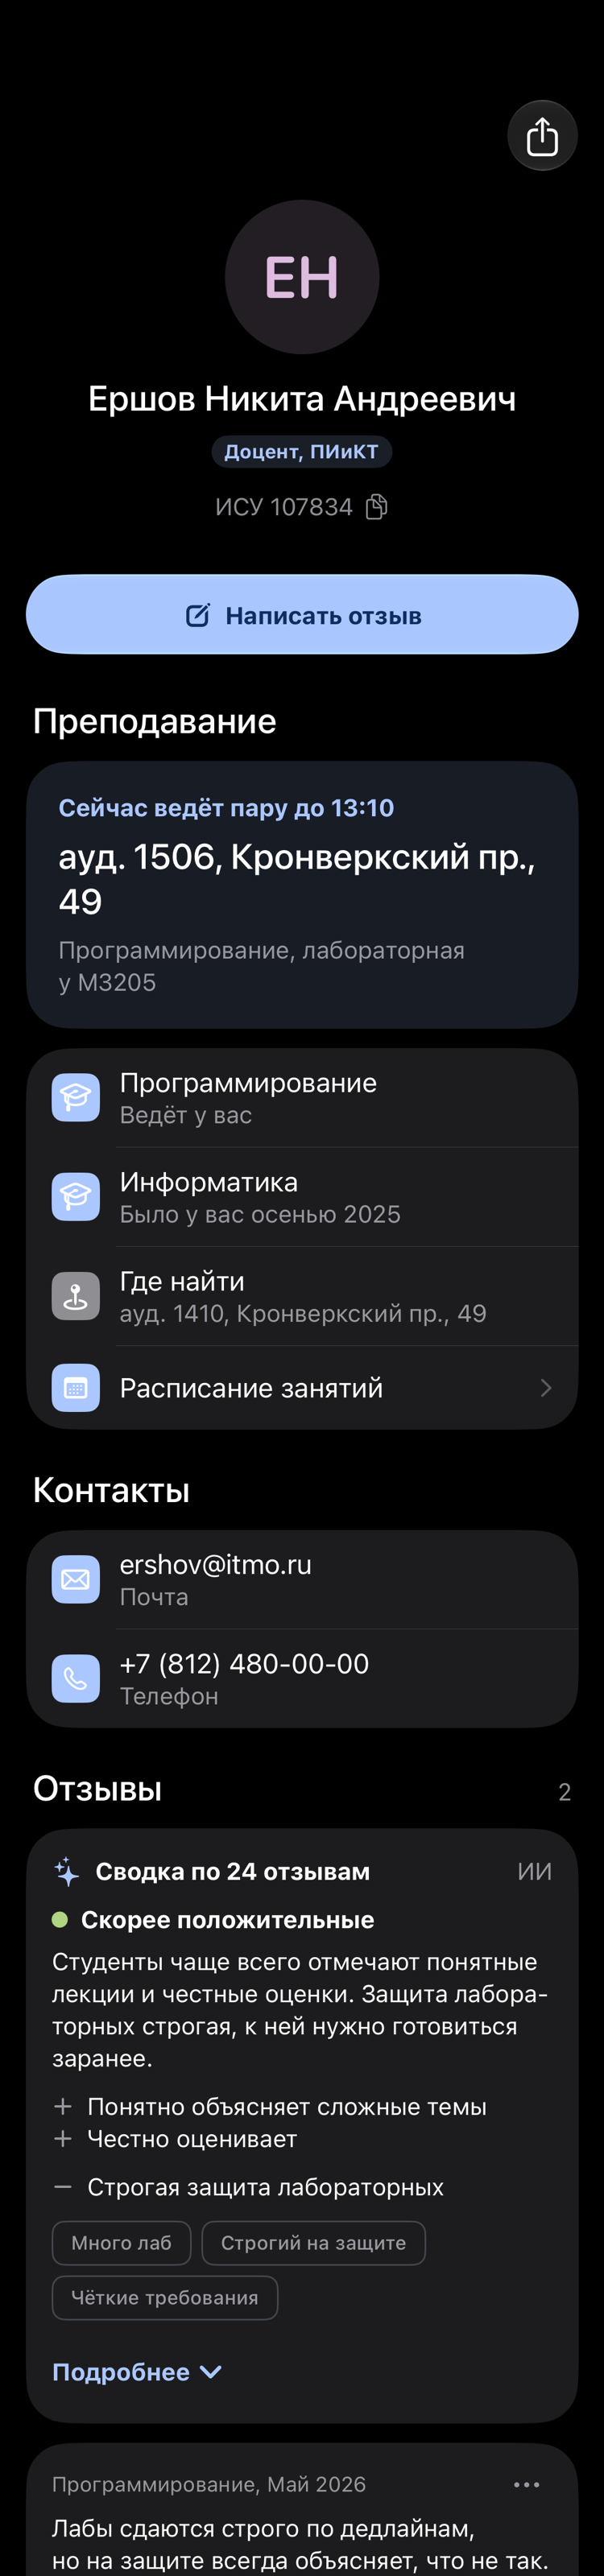 ЕН
Ершов Никита Андреевич
Доцент, ПИиКТ
ИСУ 107834
Написать отзыв
Преподавание
Сейчас ведёт пару до 13:10
ауд. 1506, Кронверкский пр.,
49
Программирование, лабораторная
у M3205
Программирование
Ведёт у вас
Информатика
Было у вас осенью 2025
Где найти
ауд. 1410, Кронверкский пр., 49
Расписание занятий
Контакты
ershov@itmo.ru
Почта
+7 (812) 480-00-00
Телефон
Отзывы
2
Сводка по 24 отзывам
ИИ
Скорее положительные
Студенты чаще всего отмечают понятные
лекции и честные оценки. Защита лабора-
торных строгая, к ней нужно готовиться
заранее.
+ Понятно объясняет сложные темы
+ Честно оценивает
− Строгая защита лабораторных
Много лаб
Строгий на защите
Чёткие требования
Подробнее
Программирование, Май 2026
Лабы сдаются строго по дедлайнам,
но на защите всегда объясняет, что не так.